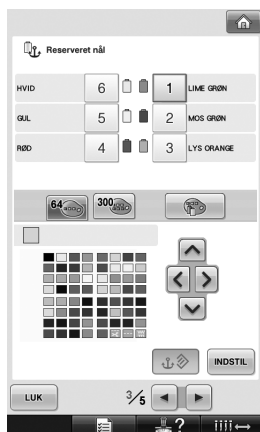 Reserveret nål
HVID 6 1 LIME GRØN
GUL 5 2 MOS GRØN
RØD 4 3 LYS ORANGE
64 300
INDSTIL
LUK 3/5
?